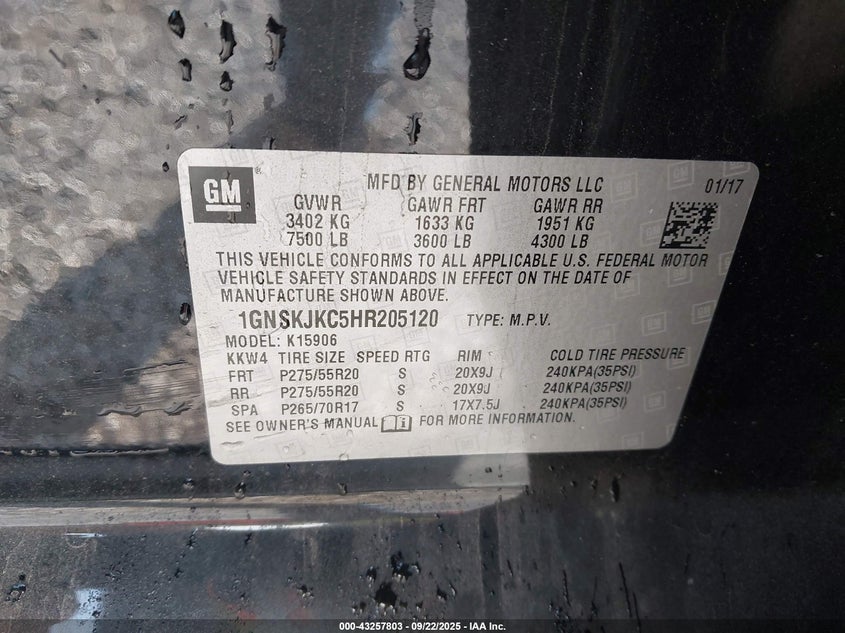 GM ®
MFD BY GENERAL MOTORS LLC 01/17
GVWR GAWR FRT GAWR RR
3402 KG 1633 KG 1951 KG
7500 LB 3600 LB 4300 LB
THIS VEHICLE CONFORMS TO ALL APPLICABLE U.S. FEDERAL MOTOR
VEHICLE SAFETY STANDARDS IN EFFECT ON THE DATE OF
MANUFACTURE SHOWN ABOVE.
1GNSKJKC5HR205120 TYPE: M.P.V.
MODEL: K15906
KKW4 TIRE SIZE SPEED RTG RIM COLD TIRE PRESSURE
FRT P275/55R20 S 20X9J 240KPA(35PSI)
RR P275/55R20 S 20X9J 240KPA(35PSI)
SPA P265/70R17 S 17X7.5J 240KPA(35PSI)
SEE OWNER'S MANUAL FOR MORE INFORMATION.
000-43257803 - 09/22/2025 - IAA Inc.